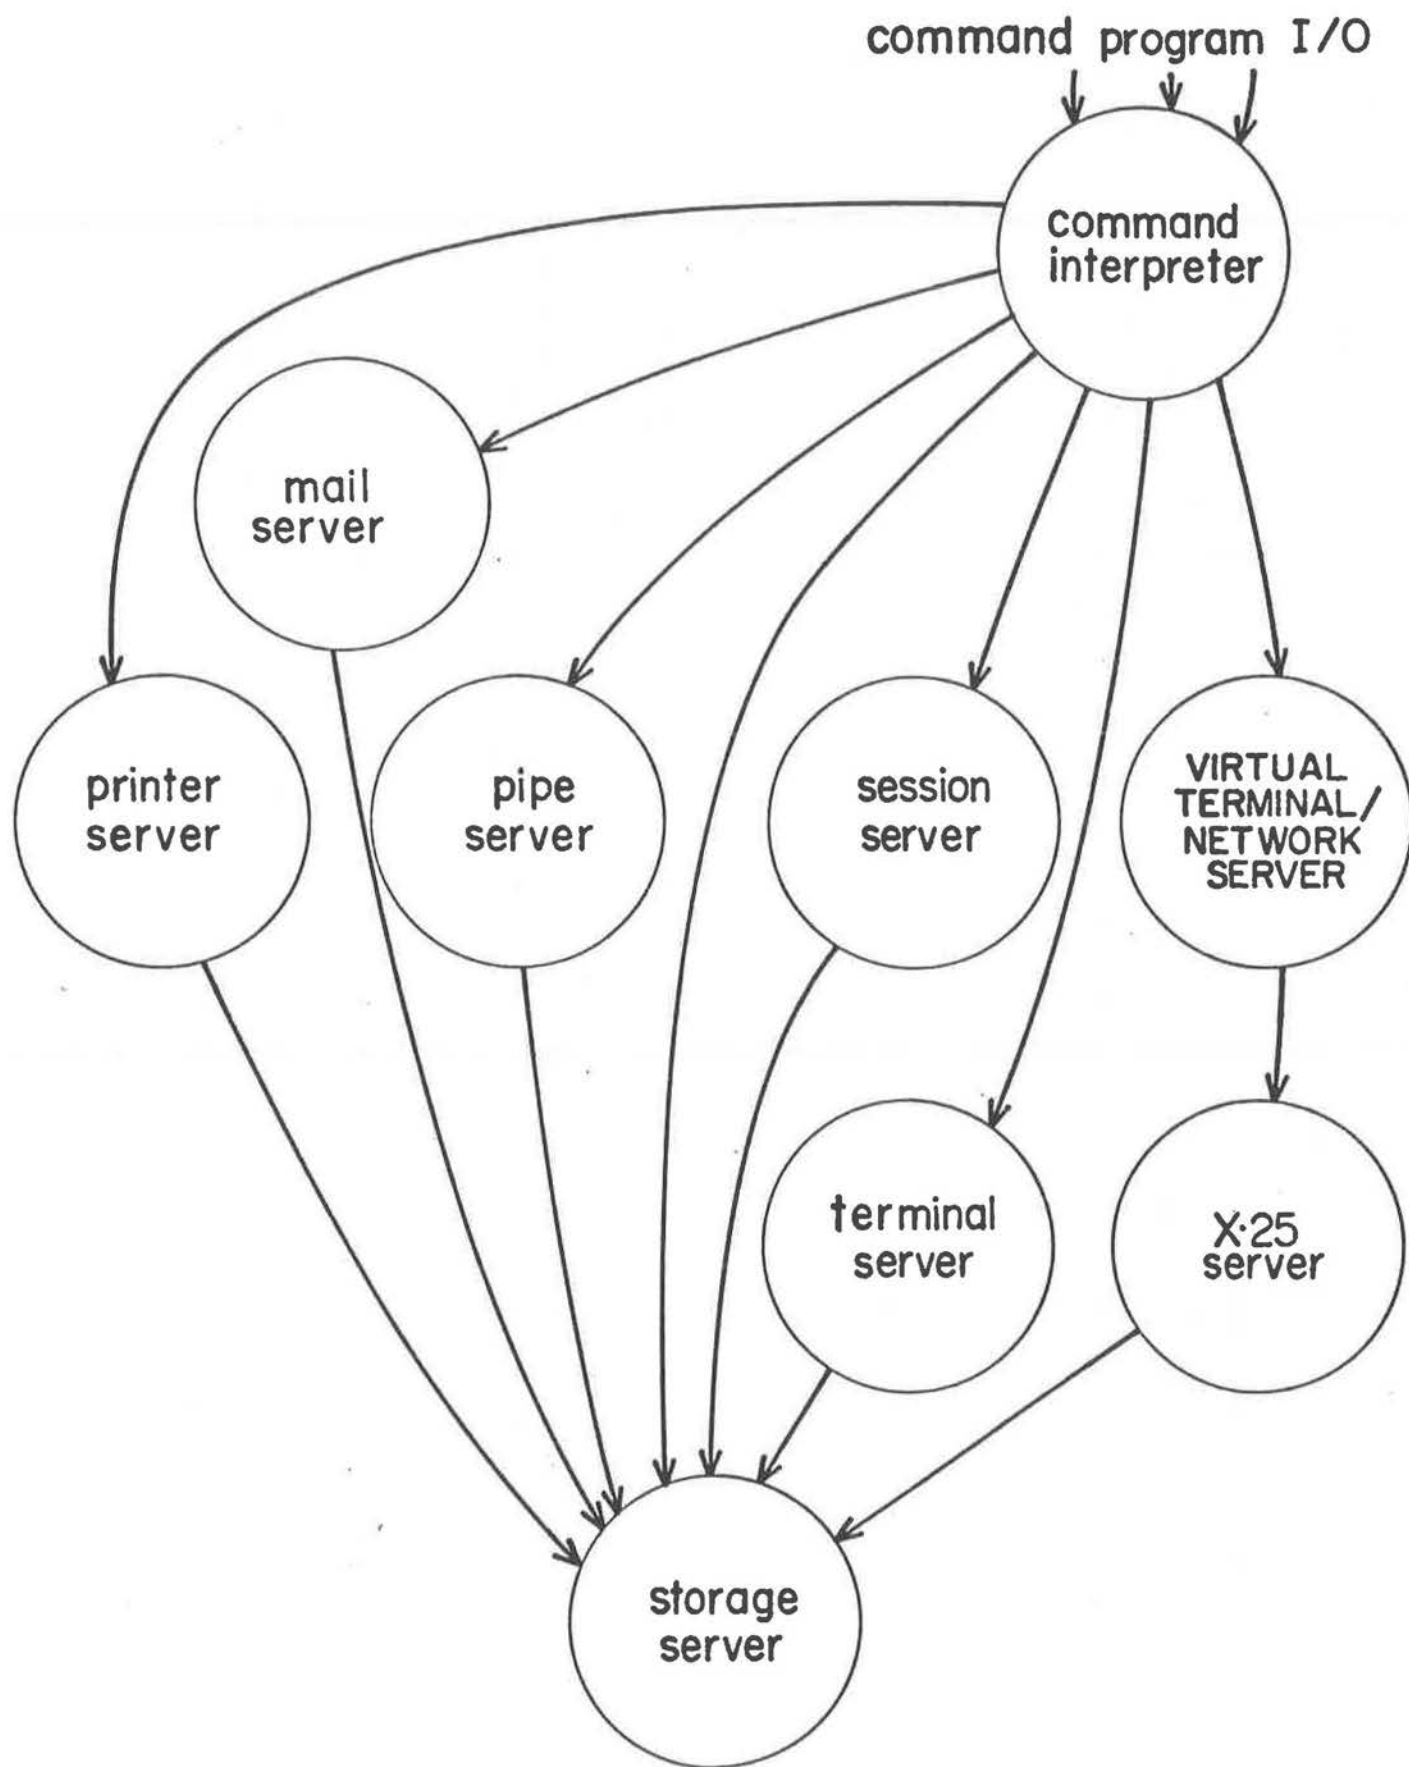 command program I/O
command
interpreter
mail
server
printer
server
pipe
server
session
server
VIRTUAL
TERMINAL/
NETWORK
SERVER
terminal
server
X·25
server
storage
server